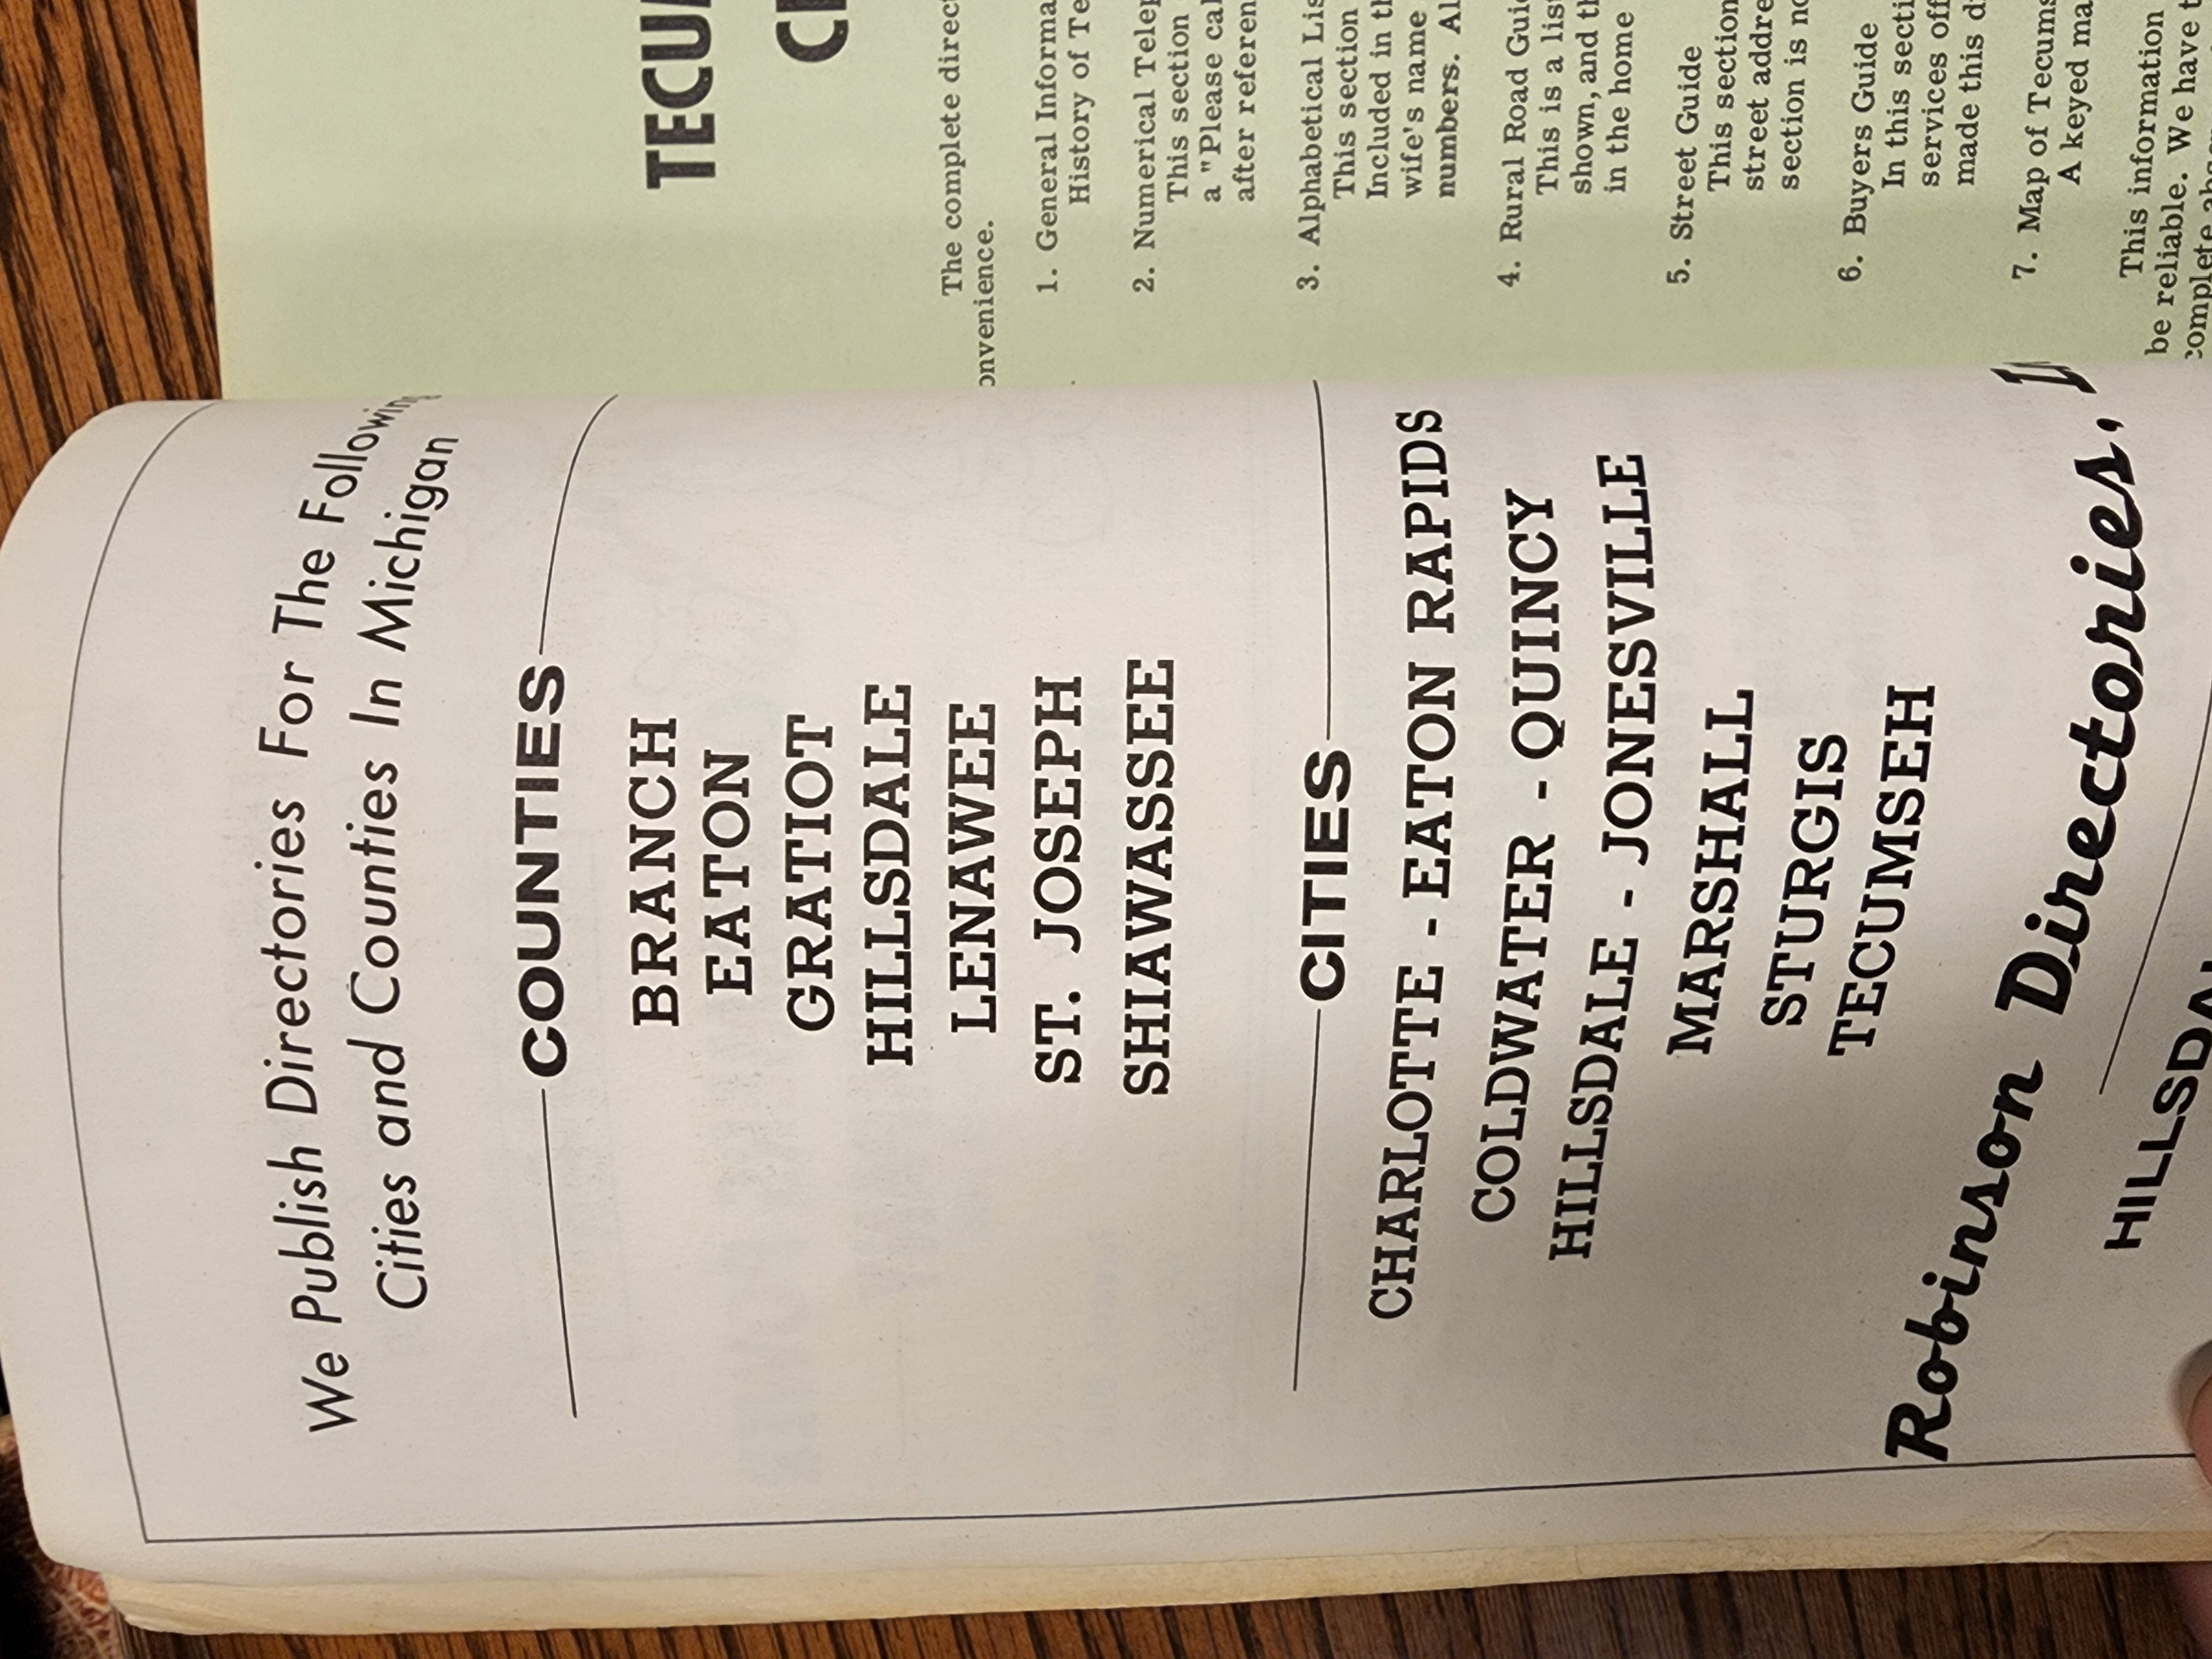 We Publish Directories For The Following
Cities and Counties In Michigan
COUNTIES
BRANCH
EATON
GRATIOT
HILLSDALE
LENAWEE
ST. JOSEPH
SHIAWASSEE
CITIES
CHARLOTTE - EATON RAPIDS
COLDWATER - QUINCY
HILLSDALE - JONESVILLE
MARSHALL
STURGIS
TECUMSEH
Robinson Directories,
The complete
1. General
History of
2. Numerical
This section
a "Please
after
3. Alphabetical
This section
Included in
wife's name
numbers.
4. Rural Road
This is a
shown, and
in the home
5. Street Guide
This section
street
section is
6. Buyers Guide
In this
services
made this
7. Map of
A keyed
This information
be reliable. We have